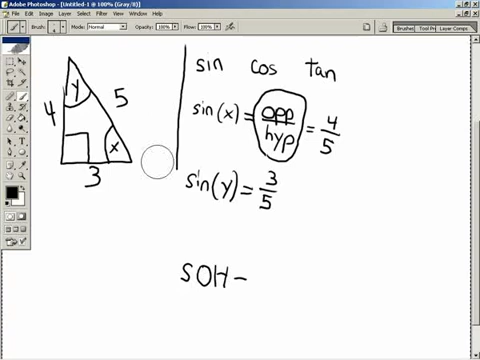 Adobe Photoshop - [Untitled-1 @ 100% (Gray/8)]
File Edit Image Layer Select Filter View Window Help
Brush: Mode: Normal Opacity: 100% Flow: 100%
Brushes Tool Pr Layer Comps
sin cos tan
y
4 5
x
3
sin(x) = opp/hyp = 4/5
sin(y) = 3/5
SOH -